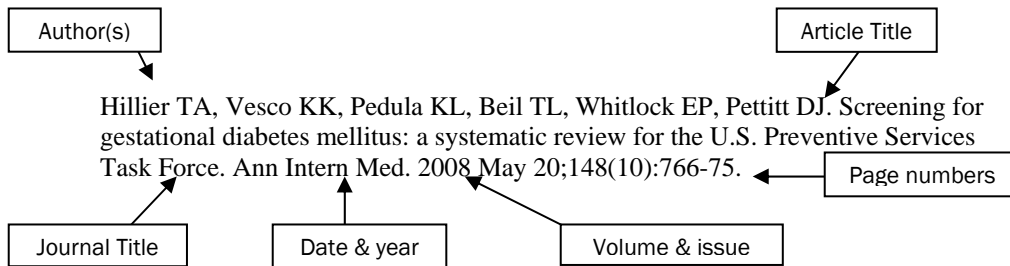 Author(s)
Article Title
Hillier TA, Vesco KK, Pedula KL, Beil TL, Whitlock EP, Pettitt DJ. Screening for
gestational diabetes mellitus: a systematic review for the U.S. Preventive Services
Task Force. Ann Intern Med. 2008 May 20;148(10):766-75.
Page numbers
Journal Title
Date & year
Volume & issue